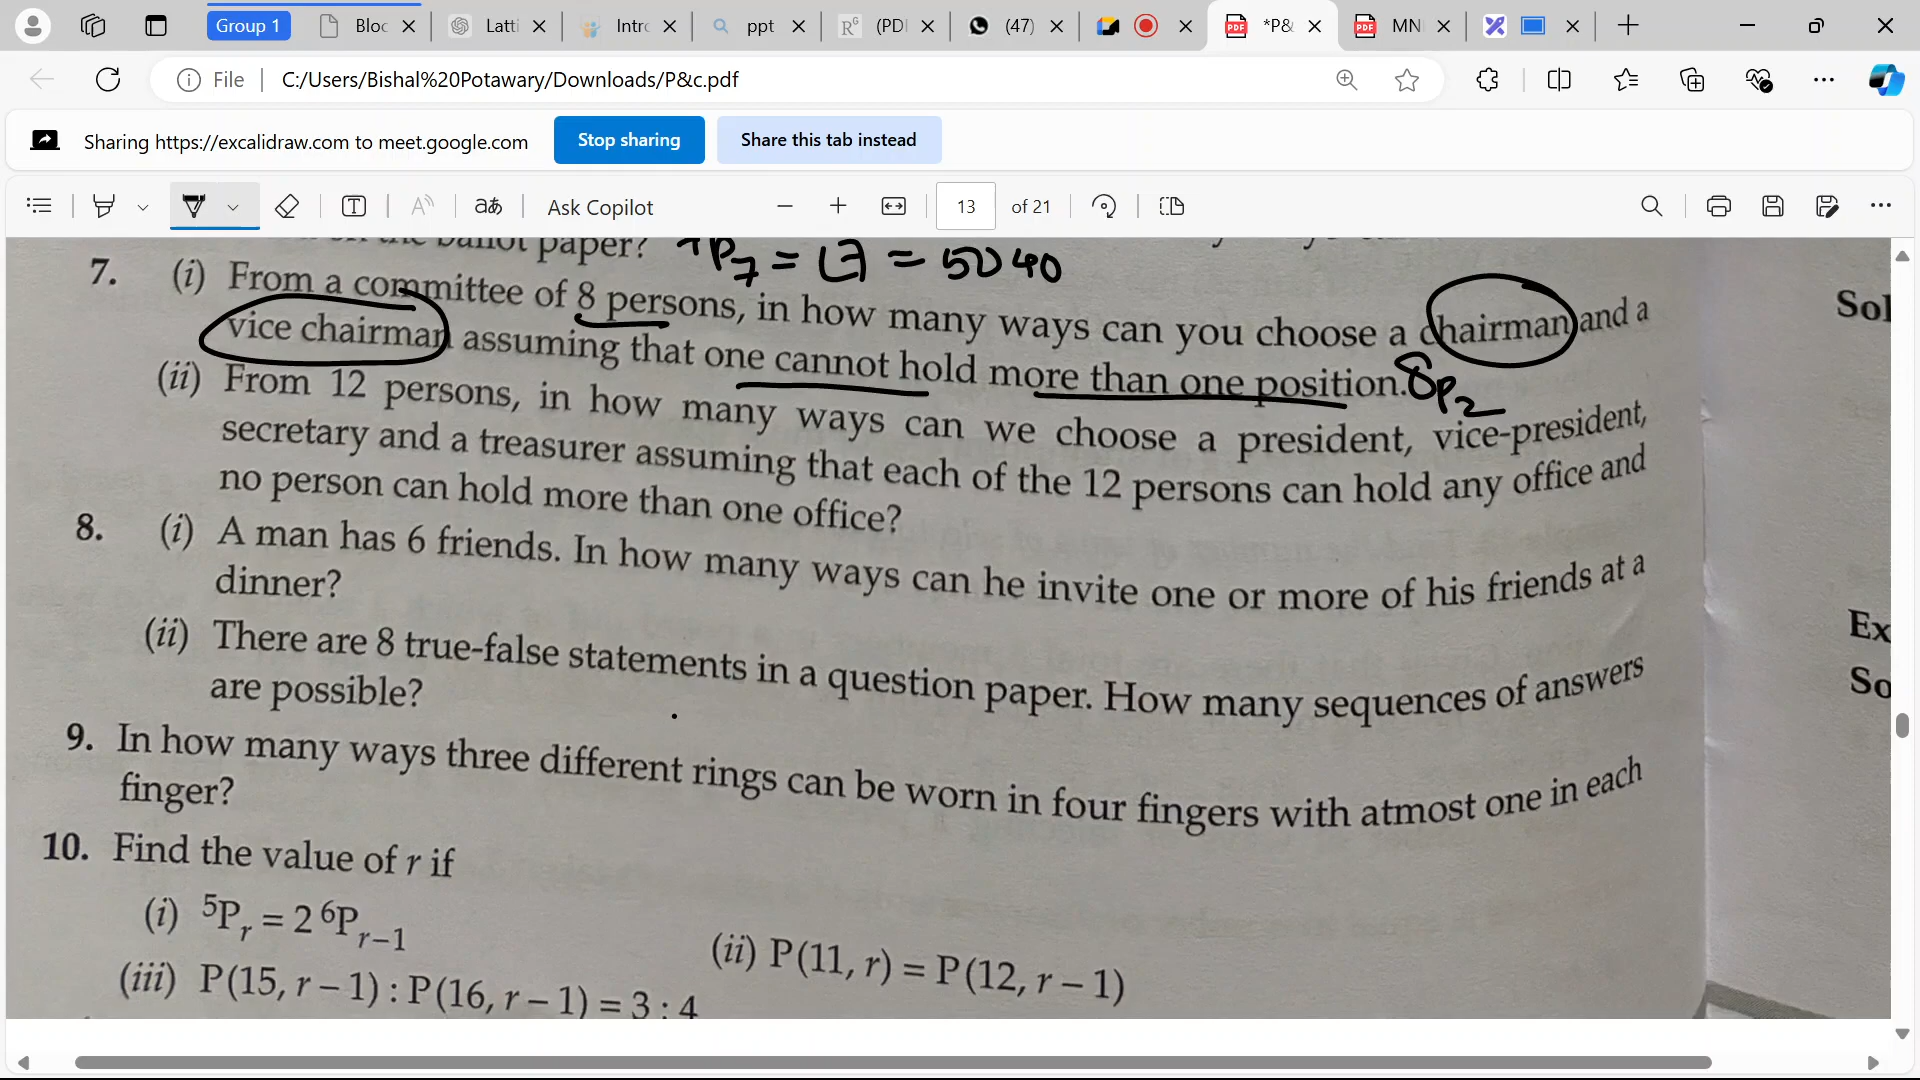 Group 1
Bloc
Latti
Intro
ppt
(PDI
(47)
*P&
MN
File
C:/Users/Bishal%20Potawary/Downloads/P&c.pdf
Sharing https://excalidraw.com to meet.google.com
Stop sharing
Share this tab instead
Ask Copilot
13
of 21
paper? ⁷P₇ = 7 = 5040
7. (i) From a committee of 8 persons, in how many ways can you choose a chairman and a
vice chairman assuming that one cannot hold more than one position. 8P₂
(ii) From 12 persons, in how many ways can we choose a president, vice-president,
secretary and a treasurer assuming that each of the 12 persons can hold any office and
no person can hold more than one office?
8. (i) A man has 6 friends. In how many ways can he invite one or more of his friends at a
dinner?
(ii) There are 8 true-false statements in a question paper. How many sequences of answers
are possible?
9. In how many ways three different rings can be worn in four fingers with atmost one in each
finger?
10. Find the value of r if
(i) ⁵Pᵣ = 2 ⁶Pᵣ₋₁
(ii) P(11, r) = P(12, r – 1)
(iii) P(15, r – 1) : P(16, r – 1) = 3 : 4
Sol
Ex
So